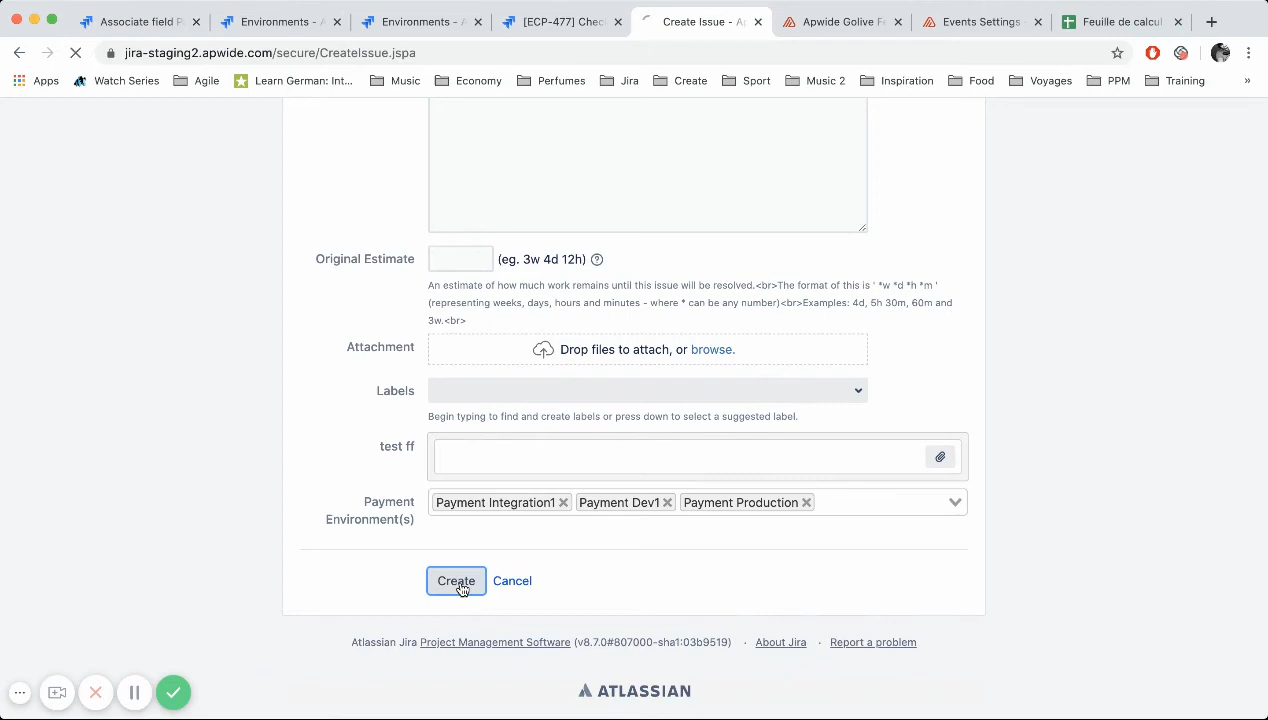 Associate field P
Environments - A
Environments - A
[ECP-477] Chec
Create Issue - Ap
Apwide Golive Fe
Events Settings -
Feuille de calcul
jira-staging2.apwide.com/secure/CreateIssue.jspa
Apps
Watch Series
Agile
Learn German: Int...
Music
Economy
Perfumes
Jira
Create
Sport
Music 2
Inspiration
Food
Voyages
PPM
Training
»
Original Estimate
(eg. 3w 4d 12h)
An estimate of how much work remains until this issue will be resolved.<br>The format of this is ' *w *d *h *m '
(representing weeks, days, hours and minutes - where * can be any number)<br>Examples: 4d, 5h 30m, 60m and
3w.<br>
Attachment
Drop files to attach, or browse.
Labels
Begin typing to find and create labels or press down to select a suggested label.
test ff
Payment
Environment(s)
Payment Integration1
Payment Dev1
Payment Production
Create
Cancel
Atlassian Jira Project Management Software (v8.7.0#807000-sha1:03b9519) · About Jira · Report a problem
ATLASSIAN